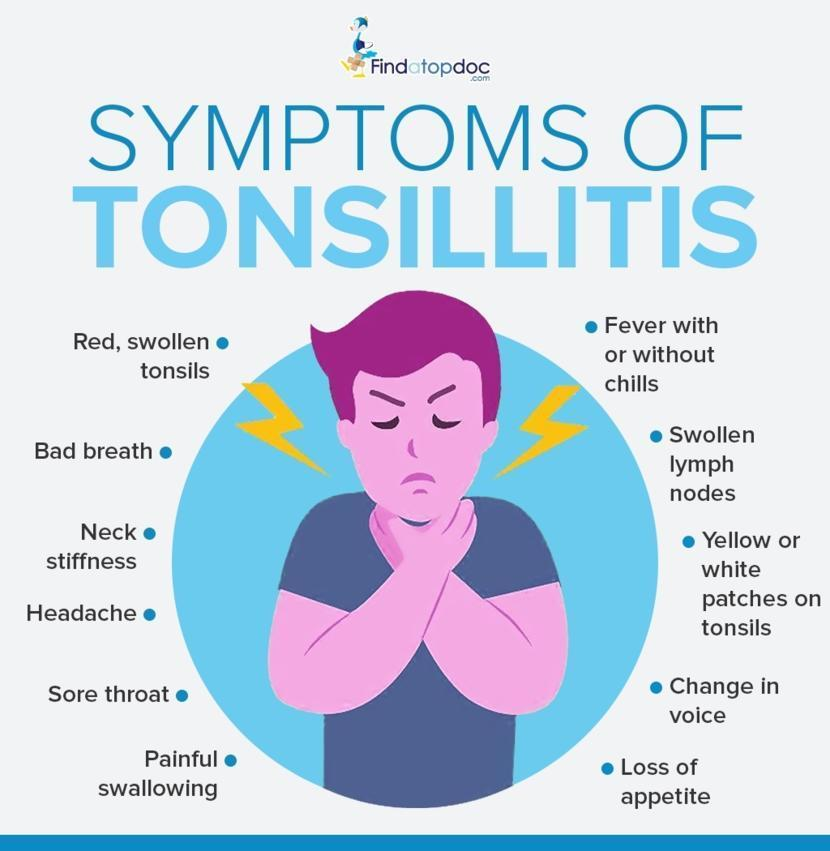 Findatopdoc
.com
SYMPTOMS OF
TONSILLITIS
Red, swollen
tonsils
Bad breath
Neck
stiffness
Headache
Sore throat
Painful
swallowing
Fever with
or without
chills
Swollen
lymph
nodes
Yellow or
white
patches on
tonsils
Change in
voice
Loss of
appetite